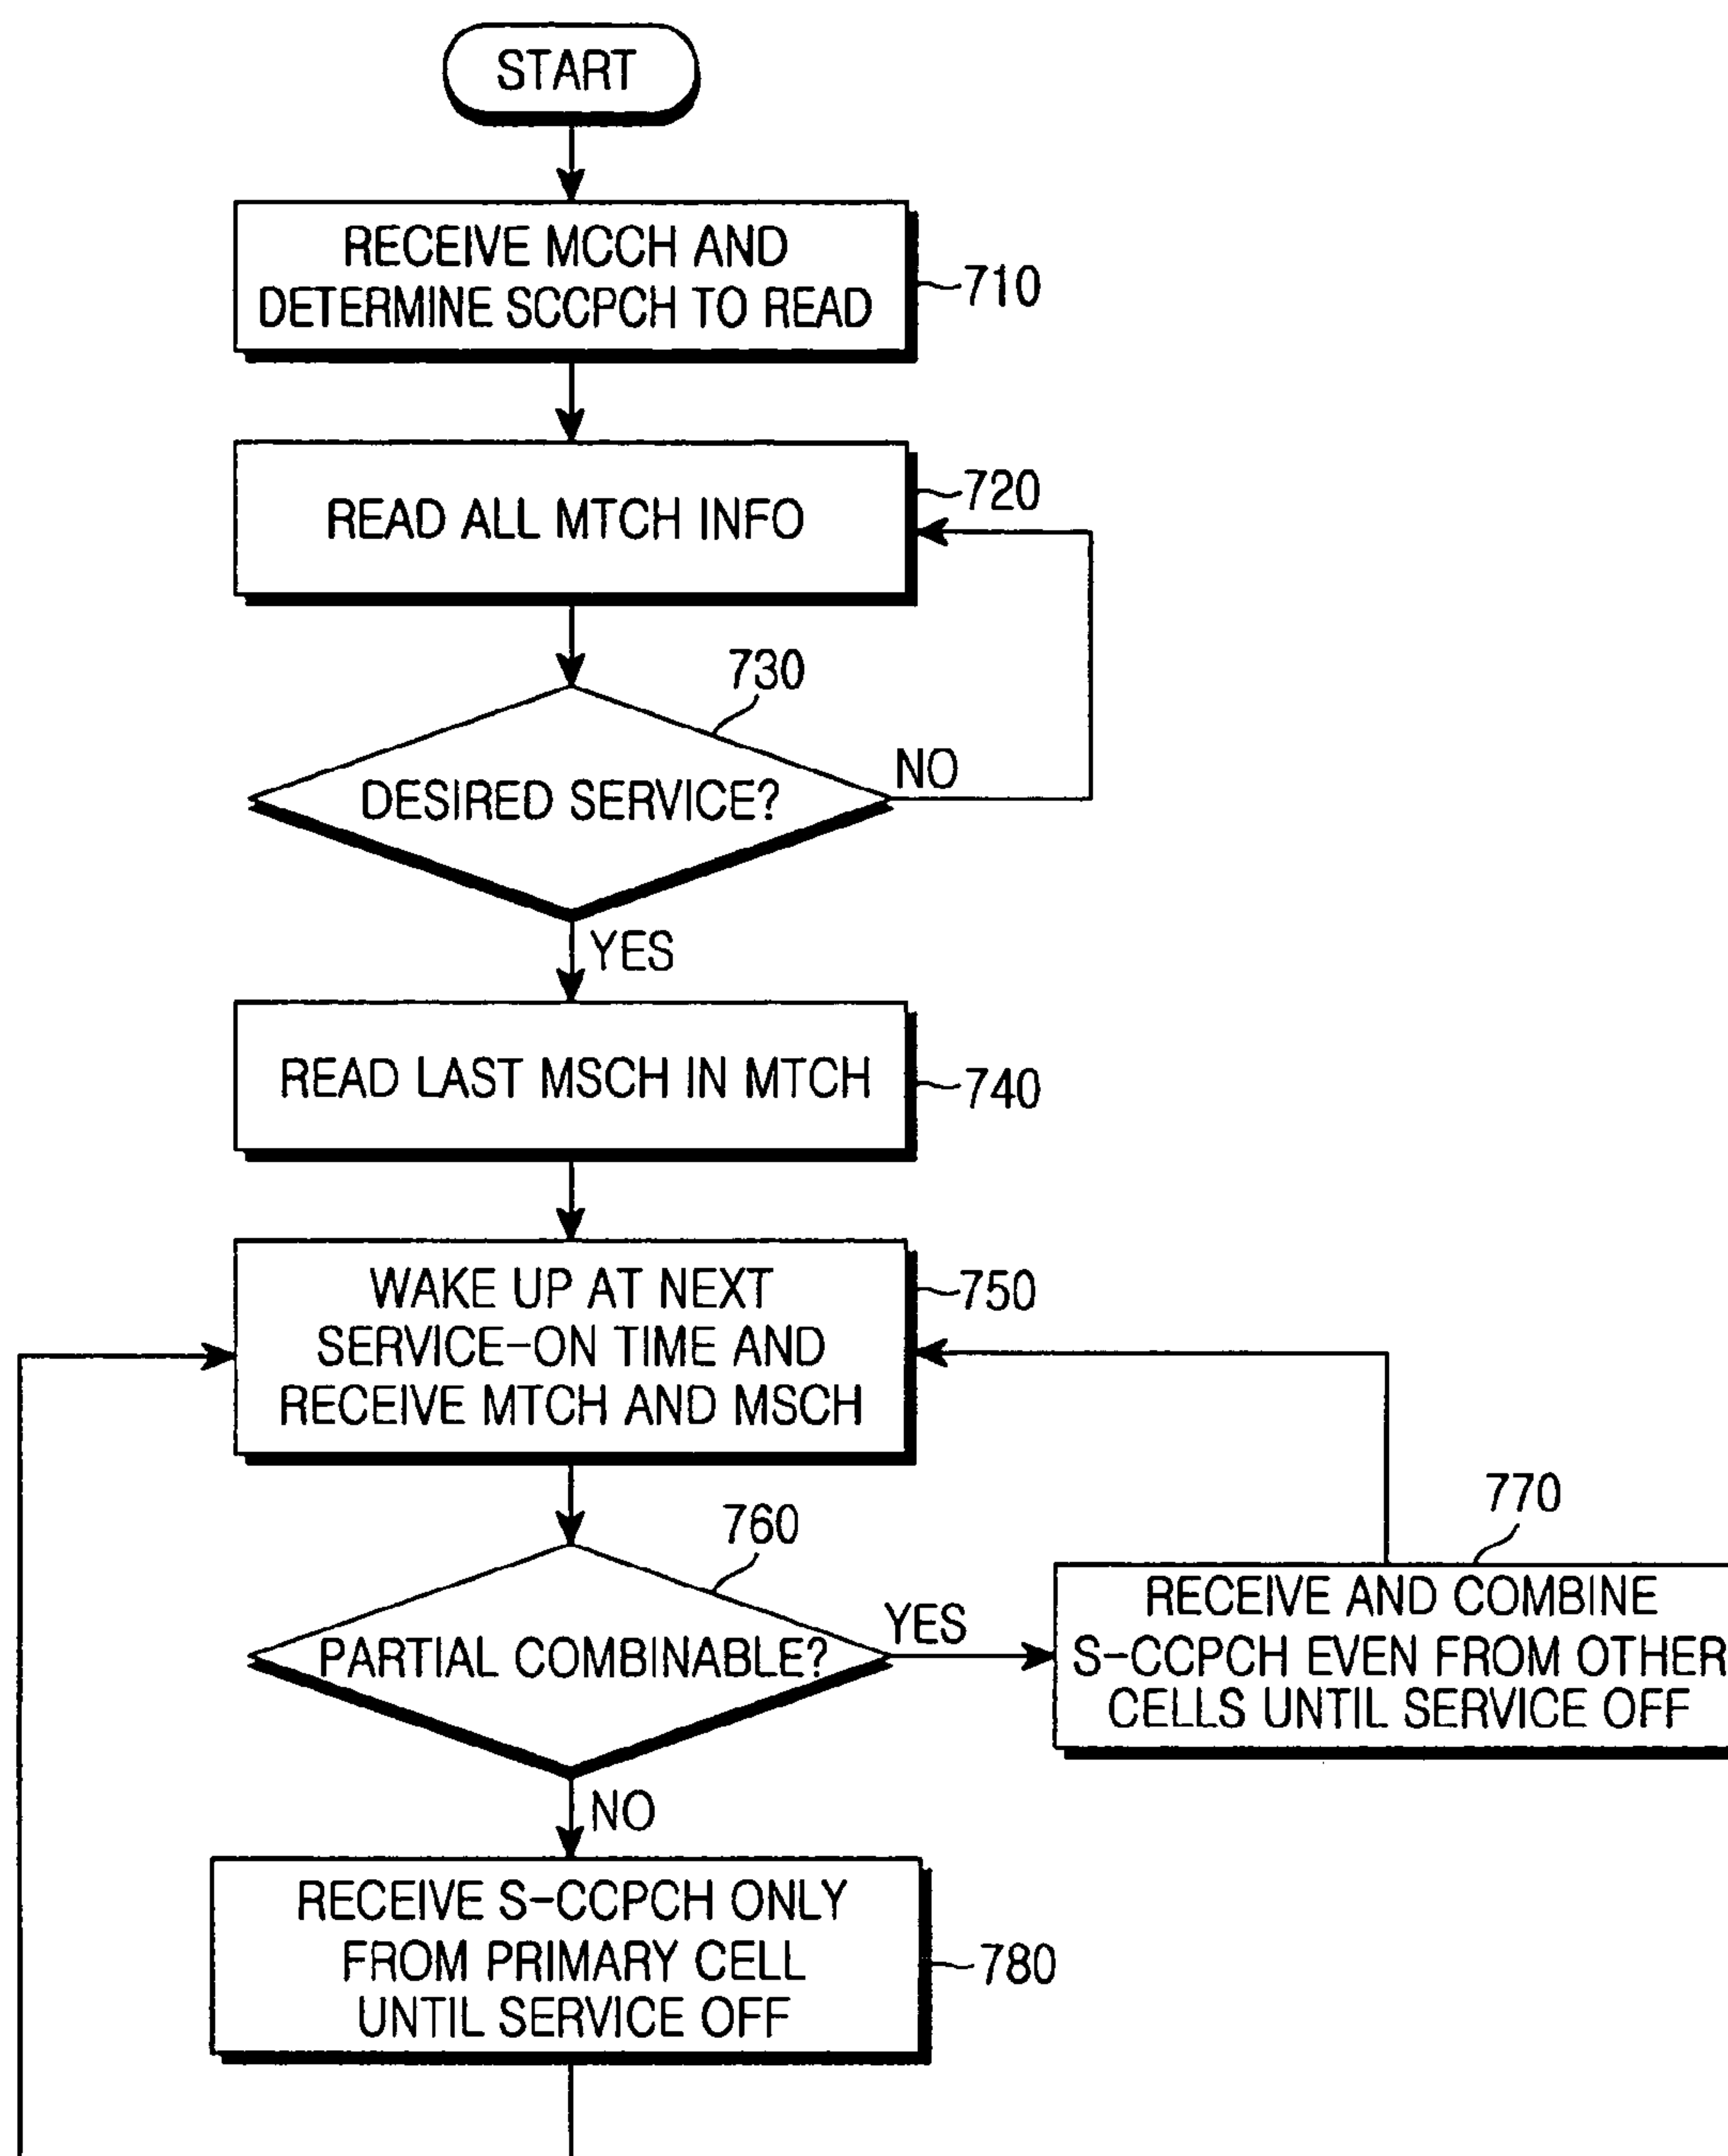 START
RECEIVE MCCH AND
DETERMINE SCCPCH TO READ
710
READ ALL MTCH INFO
720
730
DESIRED SERVICE?
NO
YES
READ LAST MSCH IN MTCH
740
WAKE UP AT NEXT
SERVICE-ON TIME AND
RECEIVE MTCH AND MSCH
750
760
PARTIAL COMBINABLE?
YES
770
RECEIVE AND COMBINE
S-CCPCH EVEN FROM OTHER
CELLS UNTIL SERVICE OFF
NO
RECEIVE S-CCPCH ONLY
FROM PRIMARY CELL
UNTIL SERVICE OFF
780